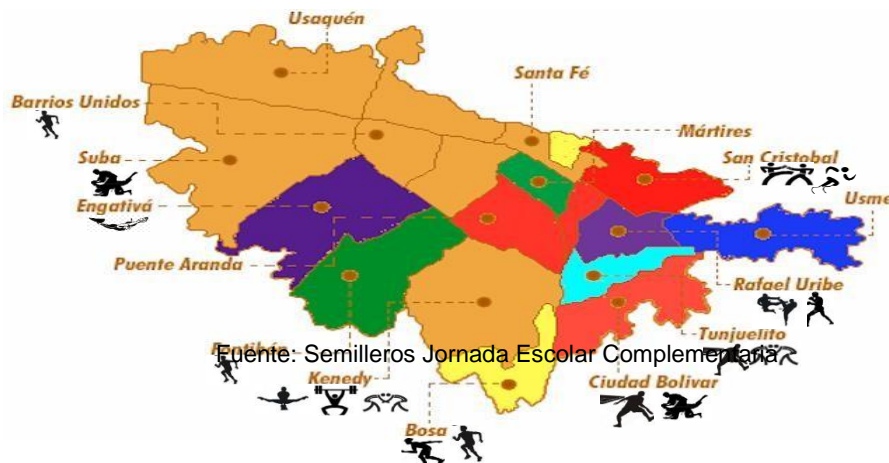 Usaquén
Santa Fé
Barrios Unidos
Mártires
San Cristobal
Suba
Engativá
Usme
Puente Aranda
Rafael Uribe
Tunjuelito
Fuente: Semilleros Jornada Escolar Complementaria
Kenedy
Ciudad Bolivar
Bosa